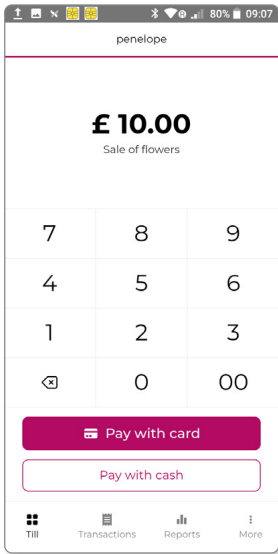 80% 09:07
penelope
£ 10.00
Sale of flowers
7 8 9
4 5 6
1 2 3
0 00
Pay with card
Pay with cash
Till Transactions Reports More